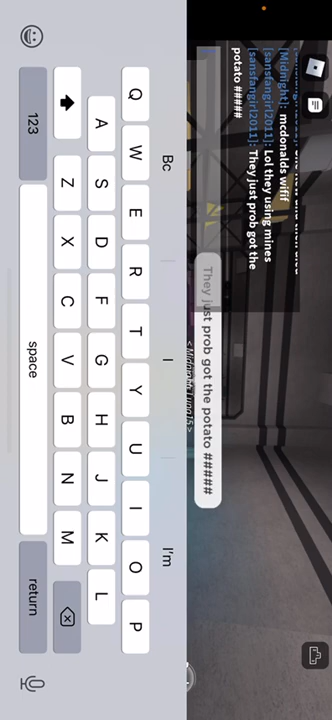 [Midnight]: mcdonalds wifif
[sansfangirl2011]: Lol they using mines
[sansfangirl2011]: They just prob got the
potato #####
They just prob got the potato #####
Bc I I'm
Q W E R T Y U I O P
A S D F G H J K L
Z X C V B N M
123 space return